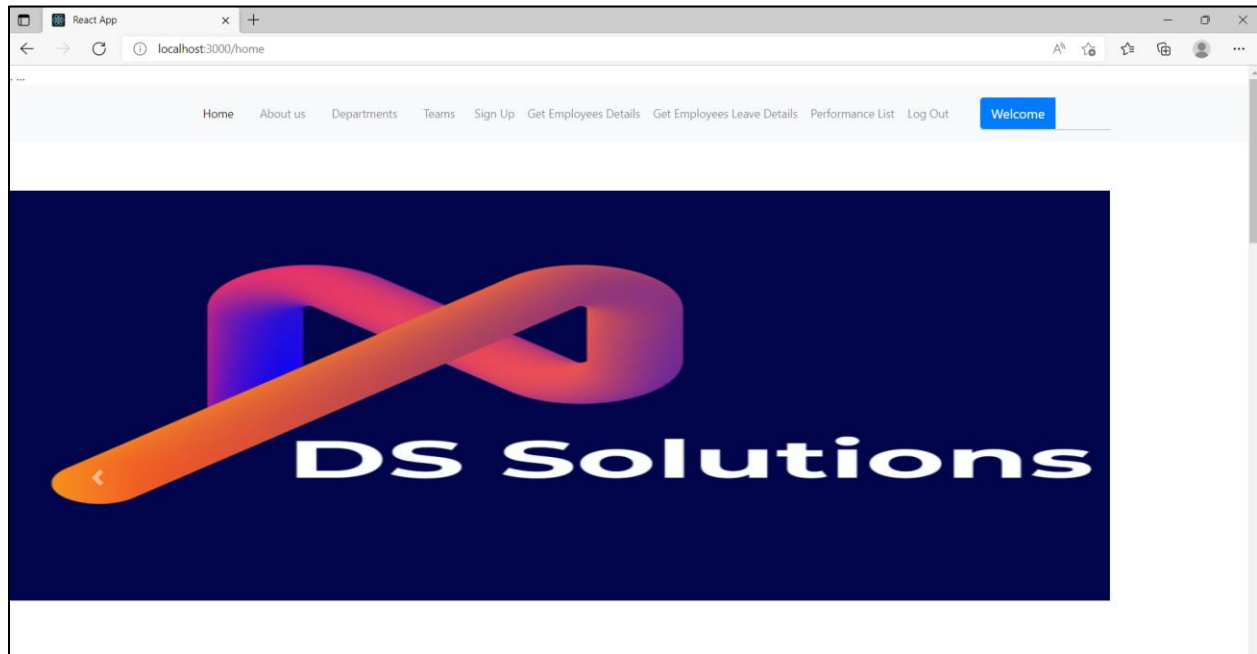 React App
localhost:3000/home
. ...
Home About us Departments Teams Sign Up Get Employees Details Get Employees Leave Details Performance List Log Out Welcome
DS Solutions